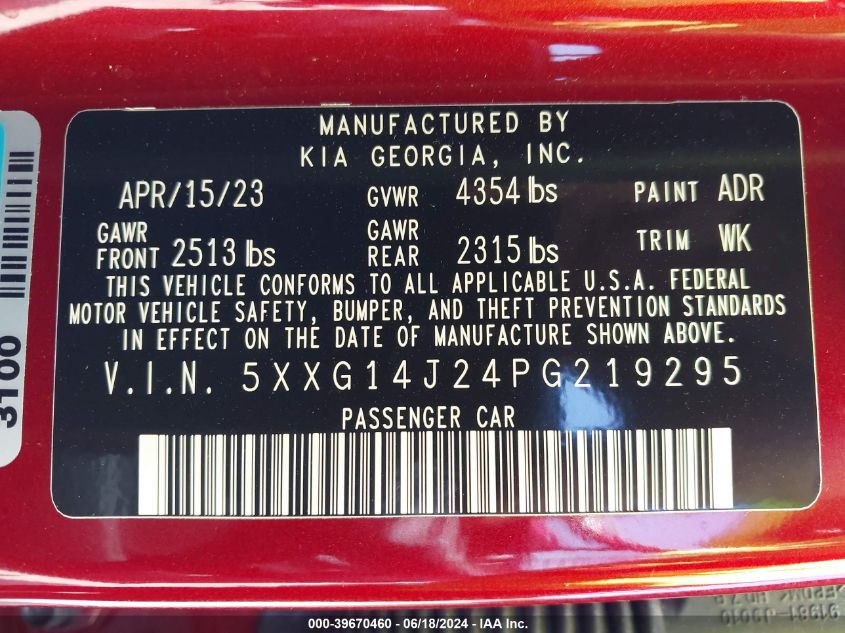 MANUFACTURED BY
KIA GEORGIA, INC.
APR/15/23 GVWR 4354 lbs PAINT ADR
GAWR FRONT 2513 lbs GAWR REAR 2315 lbs TRIM WK
THIS VEHICLE CONFORMS TO ALL APPLICABLE U.S.A. FEDERAL
MOTOR VEHICLE SAFETY, BUMPER, AND THEFT PREVENTION STANDARDS
IN EFFECT ON THE DATE OF MANUFACTURE SHOWN ABOVE.
V.I.N. 5XXG14J24PG219295
PASSENGER CAR
3100
000-39670460 - 06/18/2024 - IAA Inc.